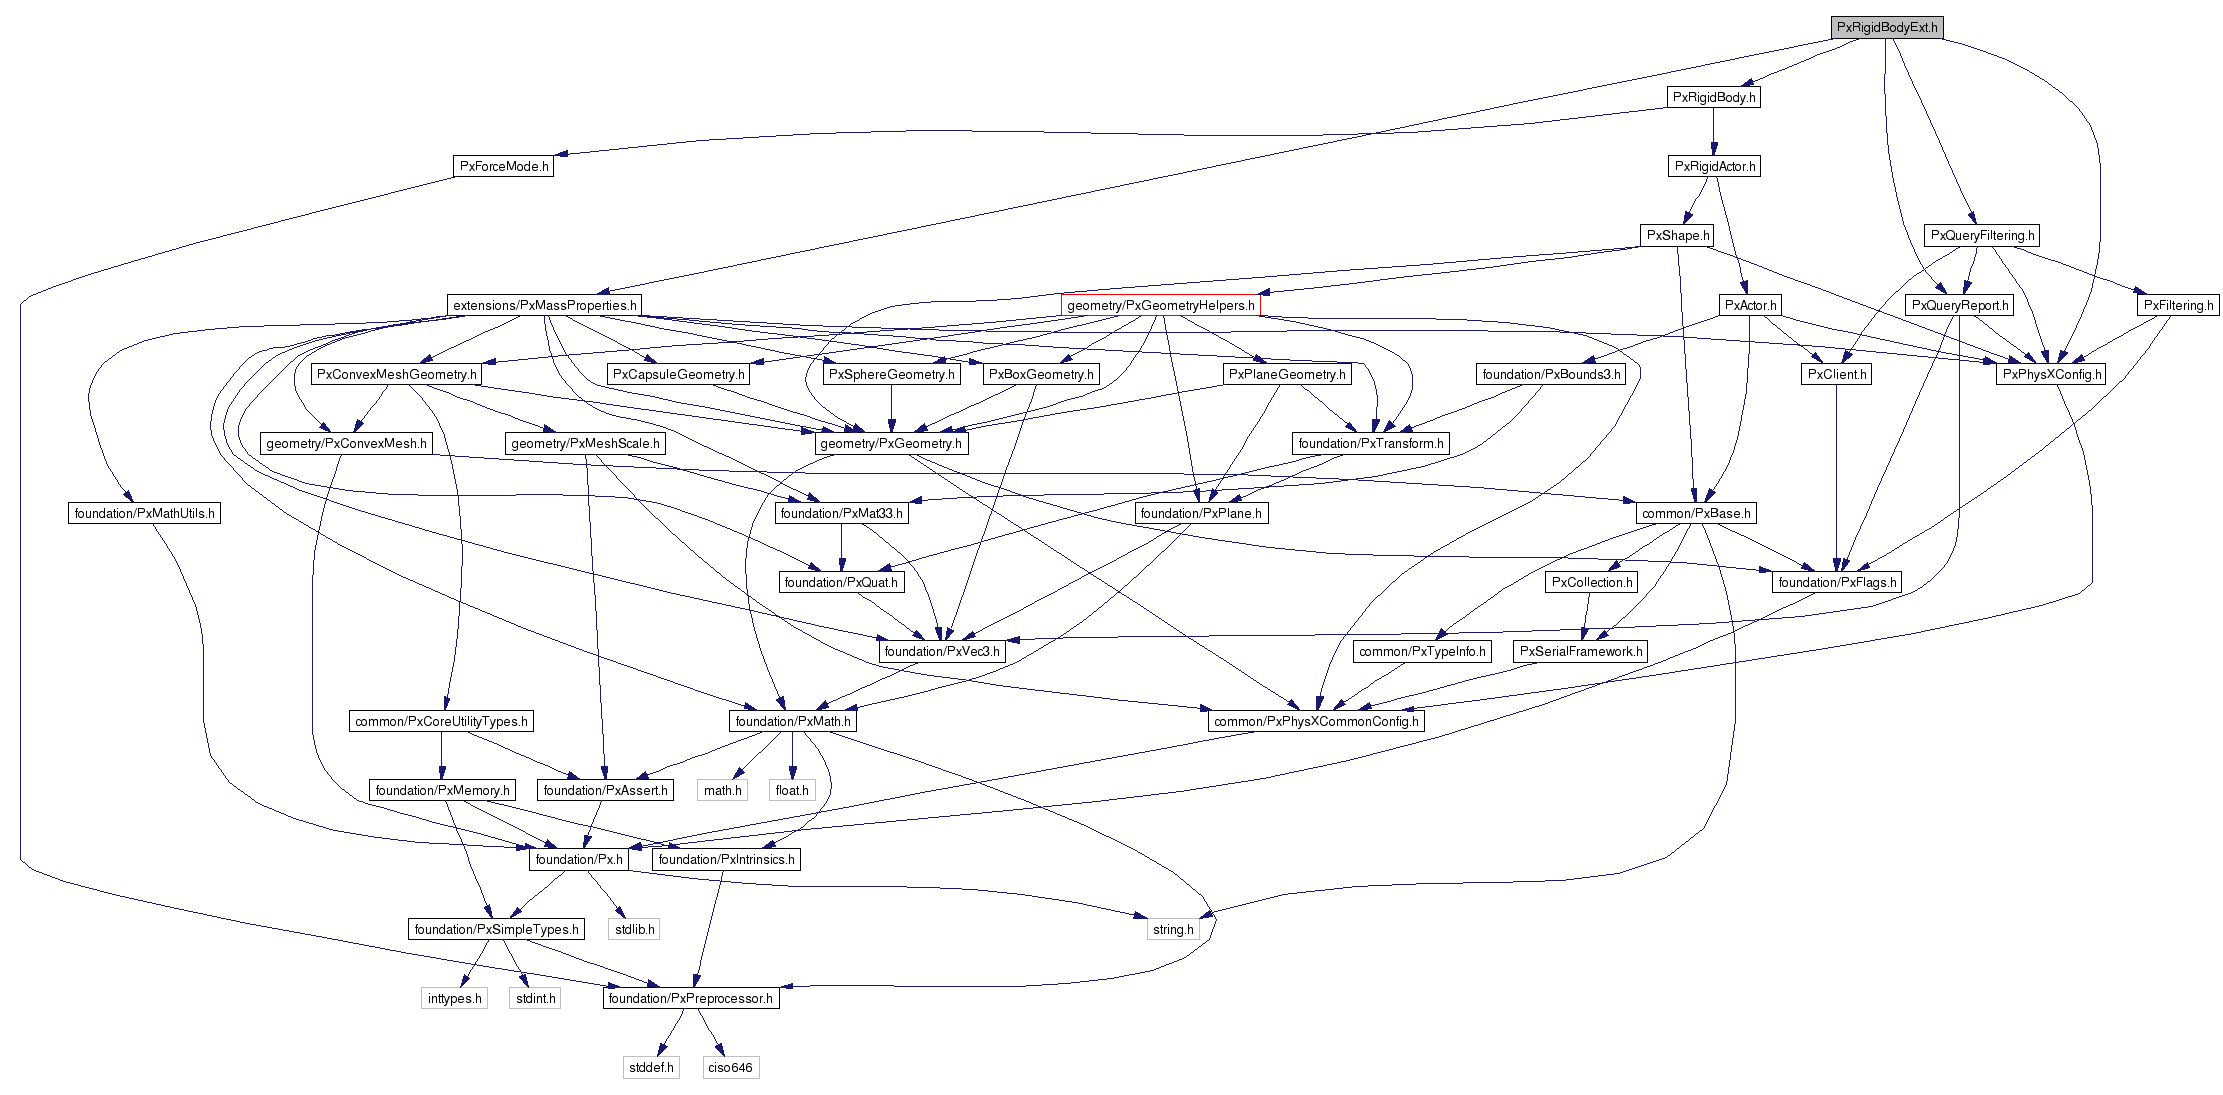 PxRigidBodyExt.h
PxRigidBody.h
PxForceMode.h
PxRigidActor.h
PxShape.h
PxQueryFiltering.h
extensions/PxMassProperties.h
geometry/PxGeometryHelpers.h
PxActor.h
PxQueryReport.h
PxFiltering.h
PxConvexMeshGeometry.h
PxCapsuleGeometry.h
PxSphereGeometry.h
PxBoxGeometry.h
PxPlaneGeometry.h
foundation/PxBounds3.h
PxClient.h
PxPhysXConfig.h
geometry/PxConvexMesh.h
geometry/PxMeshScale.h
geometry/PxGeometry.h
foundation/PxTransform.h
foundation/PxMathUtils.h
foundation/PxMat33.h
foundation/PxPlane.h
common/PxBase.h
foundation/PxQuat.h
PxCollection.h
foundation/PxFlags.h
foundation/PxVec3.h
common/PxTypeInfo.h
PxSerialFramework.h
common/PxCoreUtilityTypes.h
foundation/PxMath.h
common/PxPhysXCommonConfig.h
foundation/PxMemory.h
foundation/PxAssert.h
math.h
float.h
foundation/Px.h
foundation/PxIntrinsics.h
foundation/PxSimpleTypes.h
stdlib.h
string.h
inttypes.h
stdint.h
foundation/PxPreprocessor.h
stddef.h
ciso646